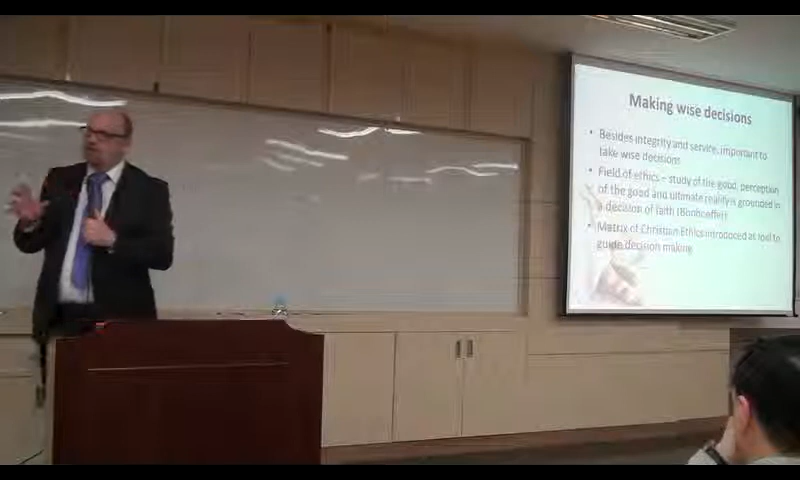 Making wise decisions
• Besides integrity and service, important to
take wise decisions
• Field of ethics – study of the good, perception
of the good and ultimate reality is grounded in
a decision of faith (Bonhoeffer)
• Matrix of Christian Ethics introduced as tool to
guide decision making